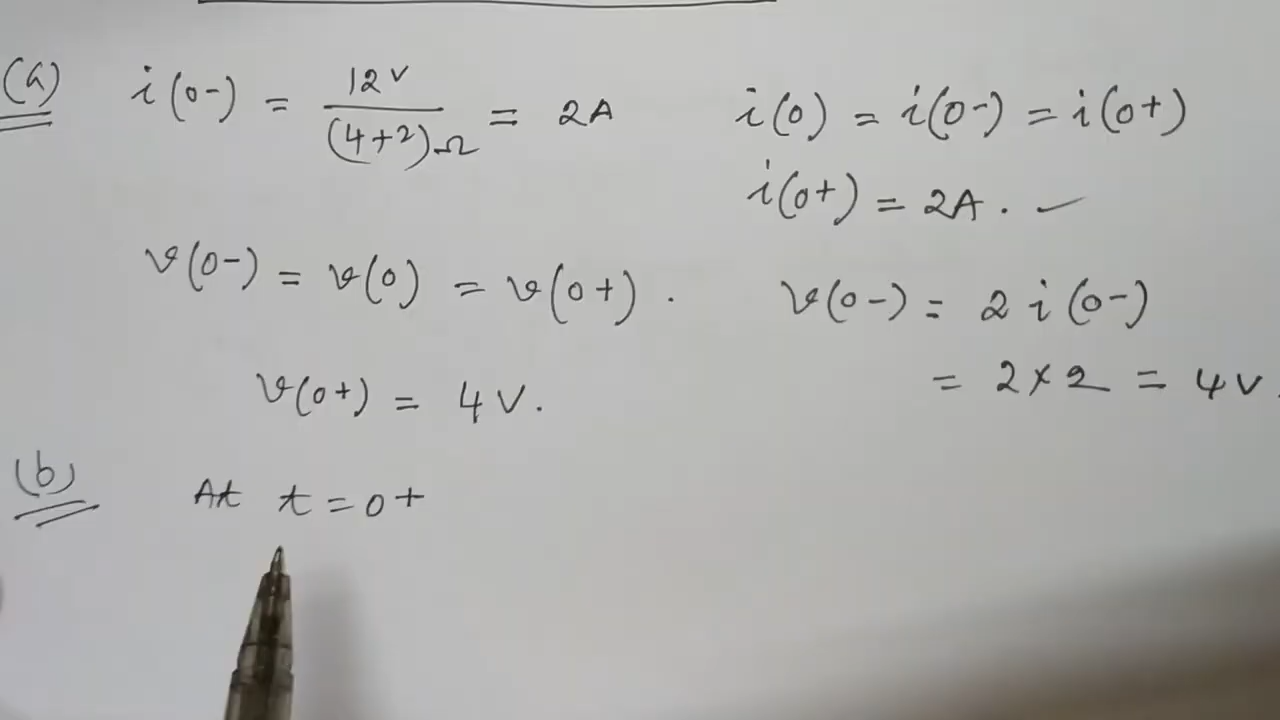 (a) i(0-) = 12V/(4+2)Ω = 2A
i(0) = i(0-) = i(0+)
i(0+) = 2A. ✓
v(0-) = v(0) = v(0+).
v(0-) = 2 i(0-)
= 2×2 = 4V.
v(0+) = 4V.
(b) At t=0+